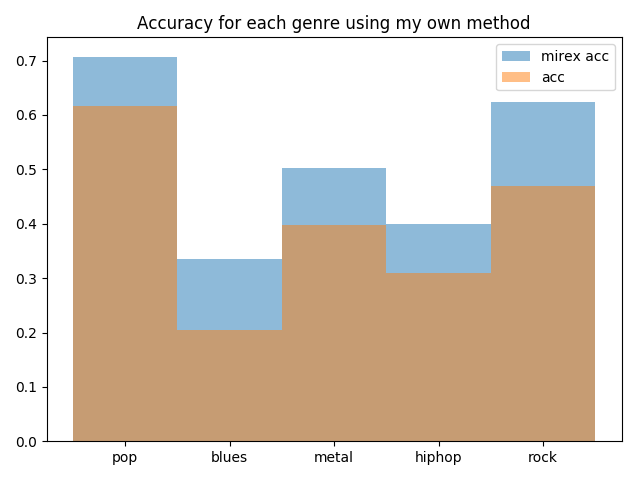 Accuracy for each genre using my own method
mirex acc
acc
0.7
0.6
0.5
0.4
0.3
0.2
0.1
0.0
pop blues metal hiphop rock